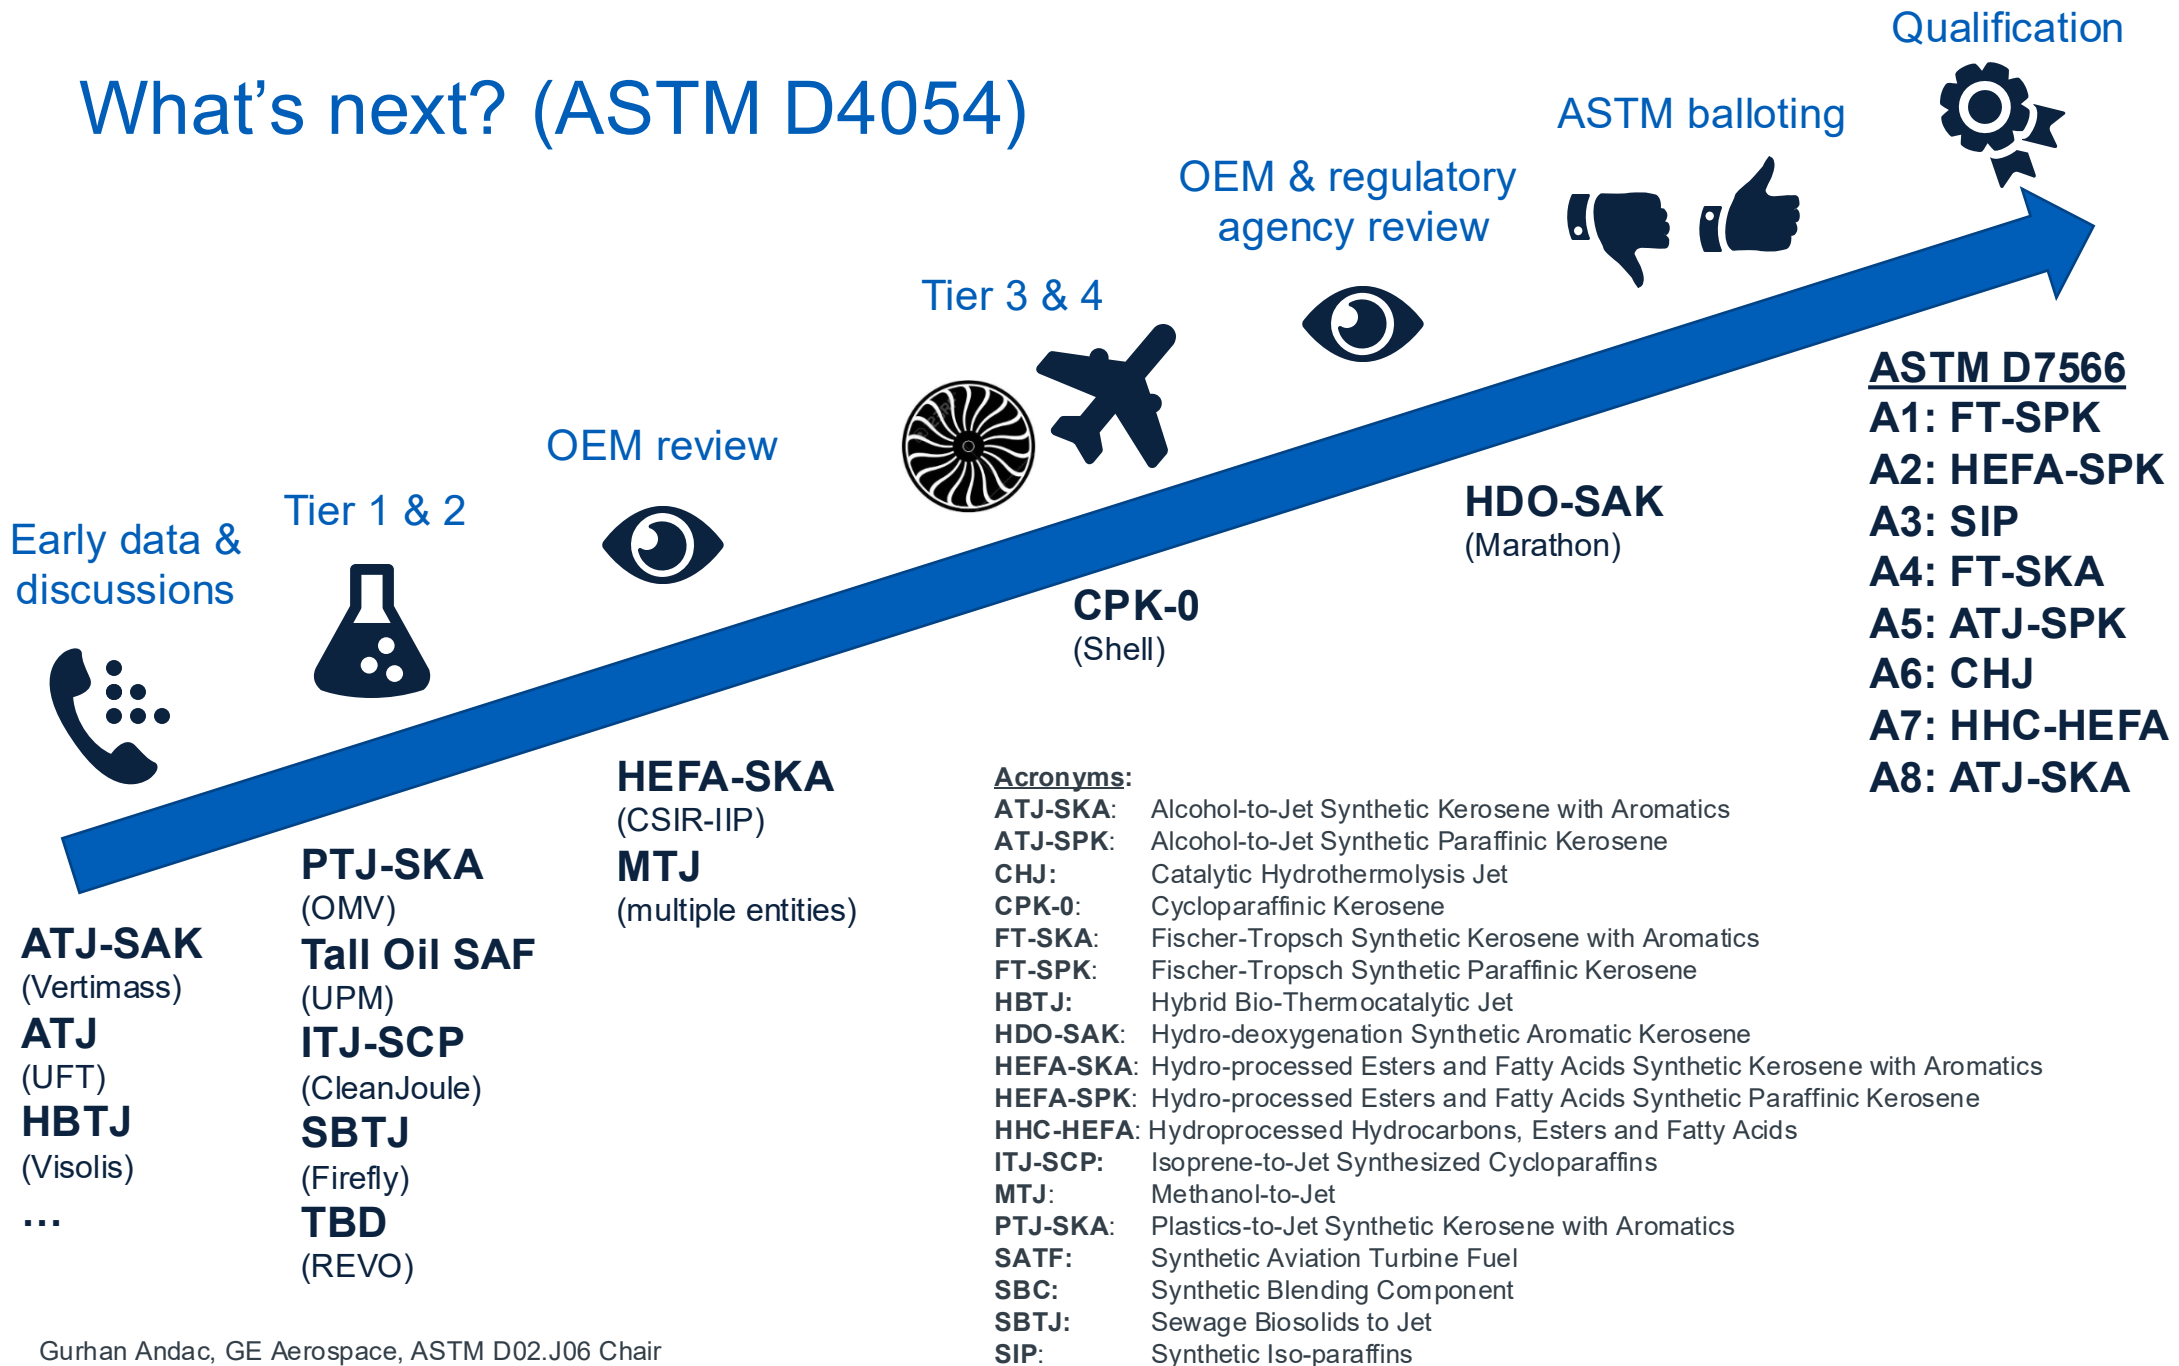 What's next? (ASTM D4054)
Early data &
discussions
Tier 1 & 2
OEM review
Tier 3 & 4
OEM & regulatory
agency review
ASTM balloting
Qualification
ATJ-SAK
(Vertimass)
ATJ
(UFT)
HBTJ
(Visolis)
...
PTJ-SKA
(OMV)
Tall Oil SAF
(UPM)
ITJ-SCP
(CleanJoule)
SBTJ
(Firefly)
TBD
(REVO)
HEFA-SKA
(CSIR-IIP)
MTJ
(multiple entities)
CPK-0
(Shell)
HDO-SAK
(Marathon)
ASTM D7566
A1: FT-SPK
A2: HEFA-SPK
A3: SIP
A4: FT-SKA
A5: ATJ-SPK
A6: CHJ
A7: HHC-HEFA
A8: ATJ-SKA
Acronyms:
ATJ-SKA: Alcohol-to-Jet Synthetic Kerosene with Aromatics
ATJ-SPK: Alcohol-to-Jet Synthetic Paraffinic Kerosene
CHJ: Catalytic Hydrothermolysis Jet
CPK-0: Cycloparaffinic Kerosene
FT-SKA: Fischer-Tropsch Synthetic Kerosene with Aromatics
FT-SPK: Fischer-Tropsch Synthetic Paraffinic Kerosene
HBTJ: Hybrid Bio-Thermocatalytic Jet
HDO-SAK: Hydro-deoxygenation Synthetic Aromatic Kerosene
HEFA-SKA: Hydro-processed Esters and Fatty Acids Synthetic Kerosene with Aromatics
HEFA-SPK: Hydro-processed Esters and Fatty Acids Synthetic Paraffinic Kerosene
HHC-HEFA: Hydroprocessed Hydrocarbons, Esters and Fatty Acids
ITJ-SCP: Isoprene-to-Jet Synthesized Cycloparaffins
MTJ: Methanol-to-Jet
PTJ-SKA: Plastics-to-Jet Synthetic Kerosene with Aromatics
SATF: Synthetic Aviation Turbine Fuel
SBC: Synthetic Blending Component
SBTJ: Sewage Biosolids to Jet
SIP: Synthetic Iso-paraffins
Gurhan Andac, GE Aerospace, ASTM D02.J06 Chair